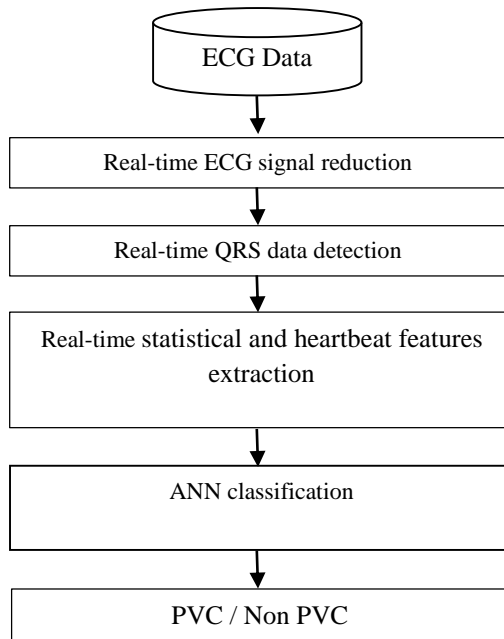 ECG Data
Real-time ECG signal reduction
Real-time QRS data detection
Real-time statistical and heartbeat features
extraction
ANN classification
PVC / Non PVC